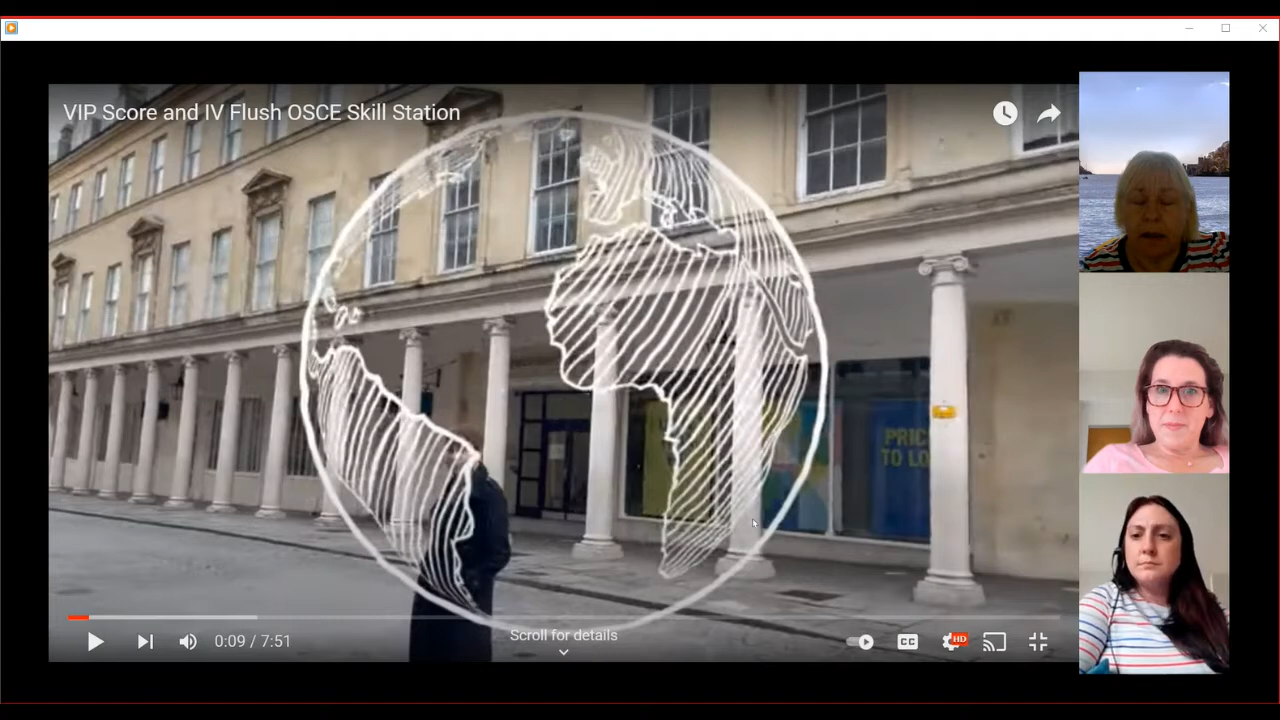 VIP Score and IV Flush OSCE Skill Station
PRIC
TO LO
0:09 / 7:51
Scroll for details
CC
HD